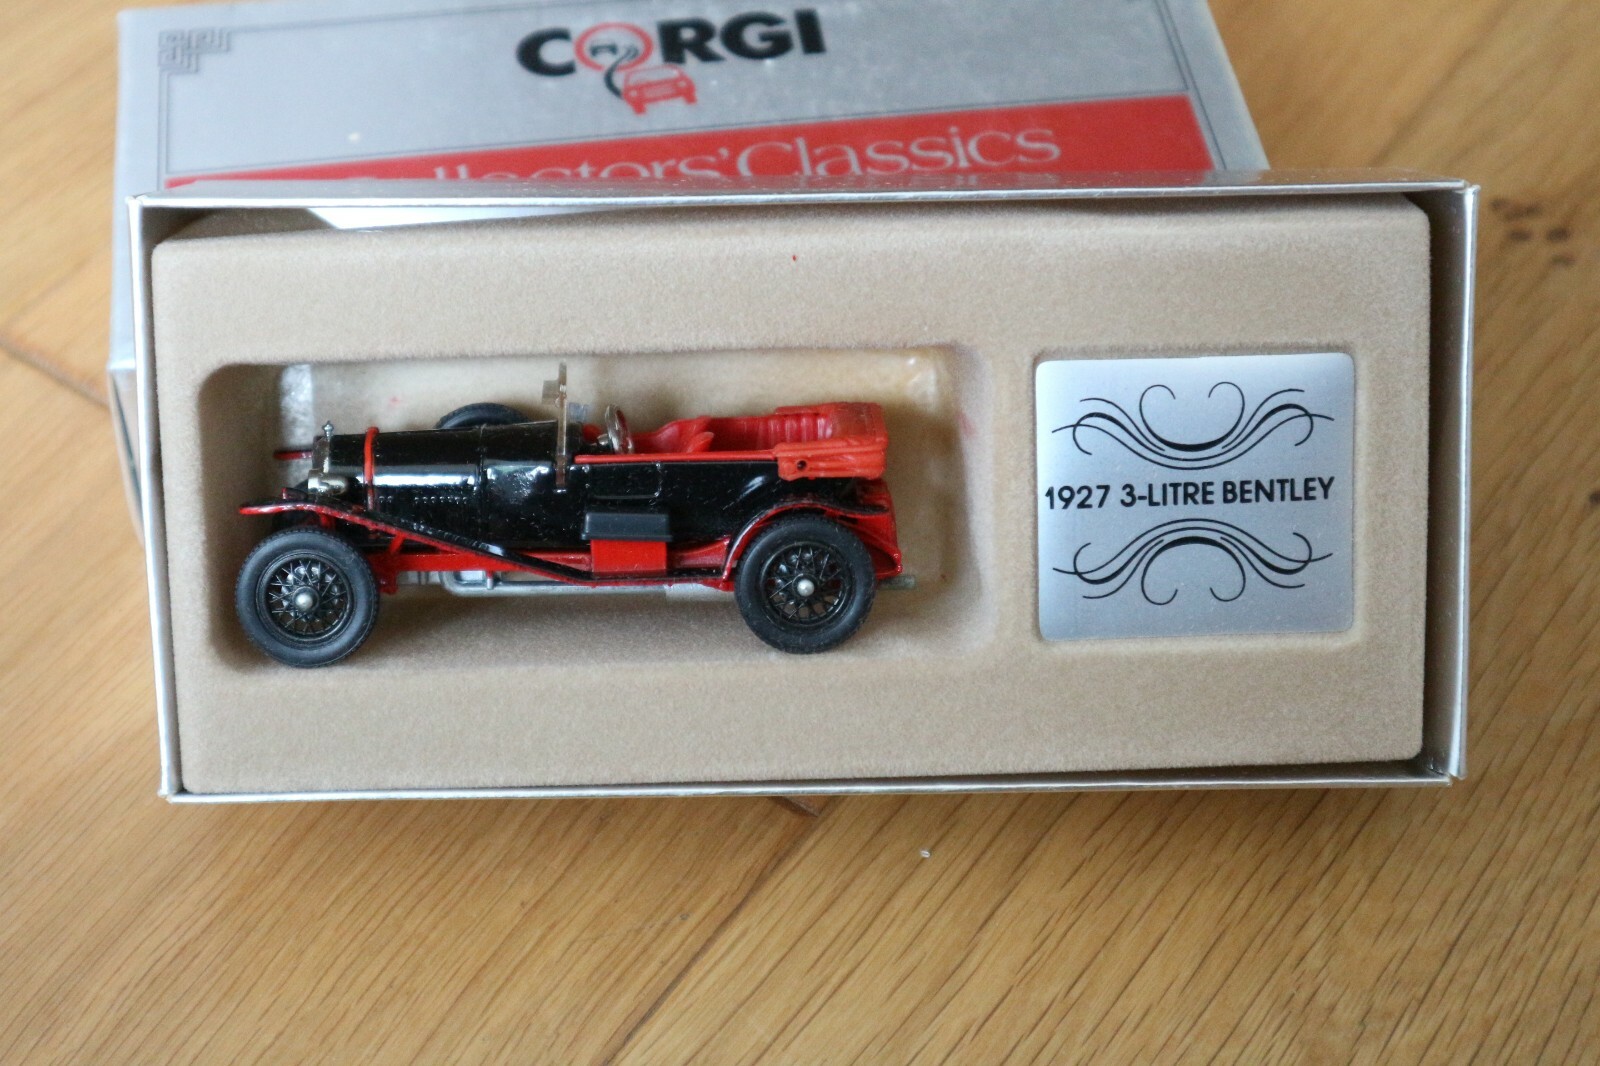 CORGI
Collectors' Classics
1927 3-LITRE BENTLEY